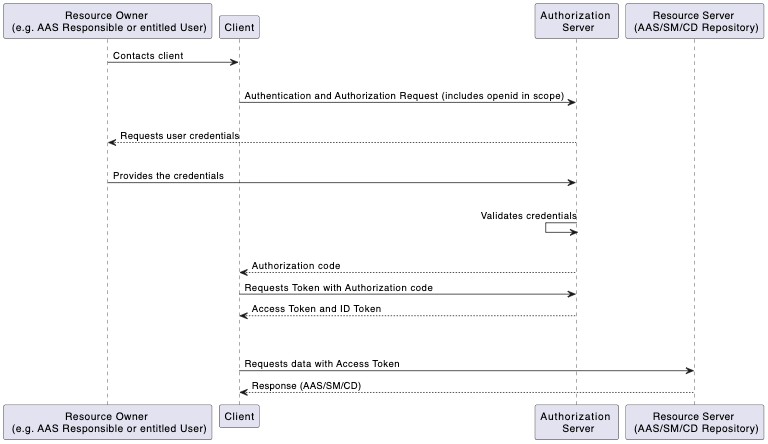 Resource Owner
(e.g. AAS Responsible or entitled User)
Client
Authorization
Server
Resource Server
(AAS/SM/CD Repository)
Contacts client
Authentication and Authorization Request (includes openid in scope)
Requests user credentials
Provides the credentials
Validates credentials
Authorization code
Requests Token with Authorization code
Access Token and ID Token
Requests data with Access Token
Response (AAS/SM/CD)
Resource Owner
(e.g. AAS Responsible or entitled User)
Client
Authorization
Server
Resource Server
(AAS/SM/CD Repository)